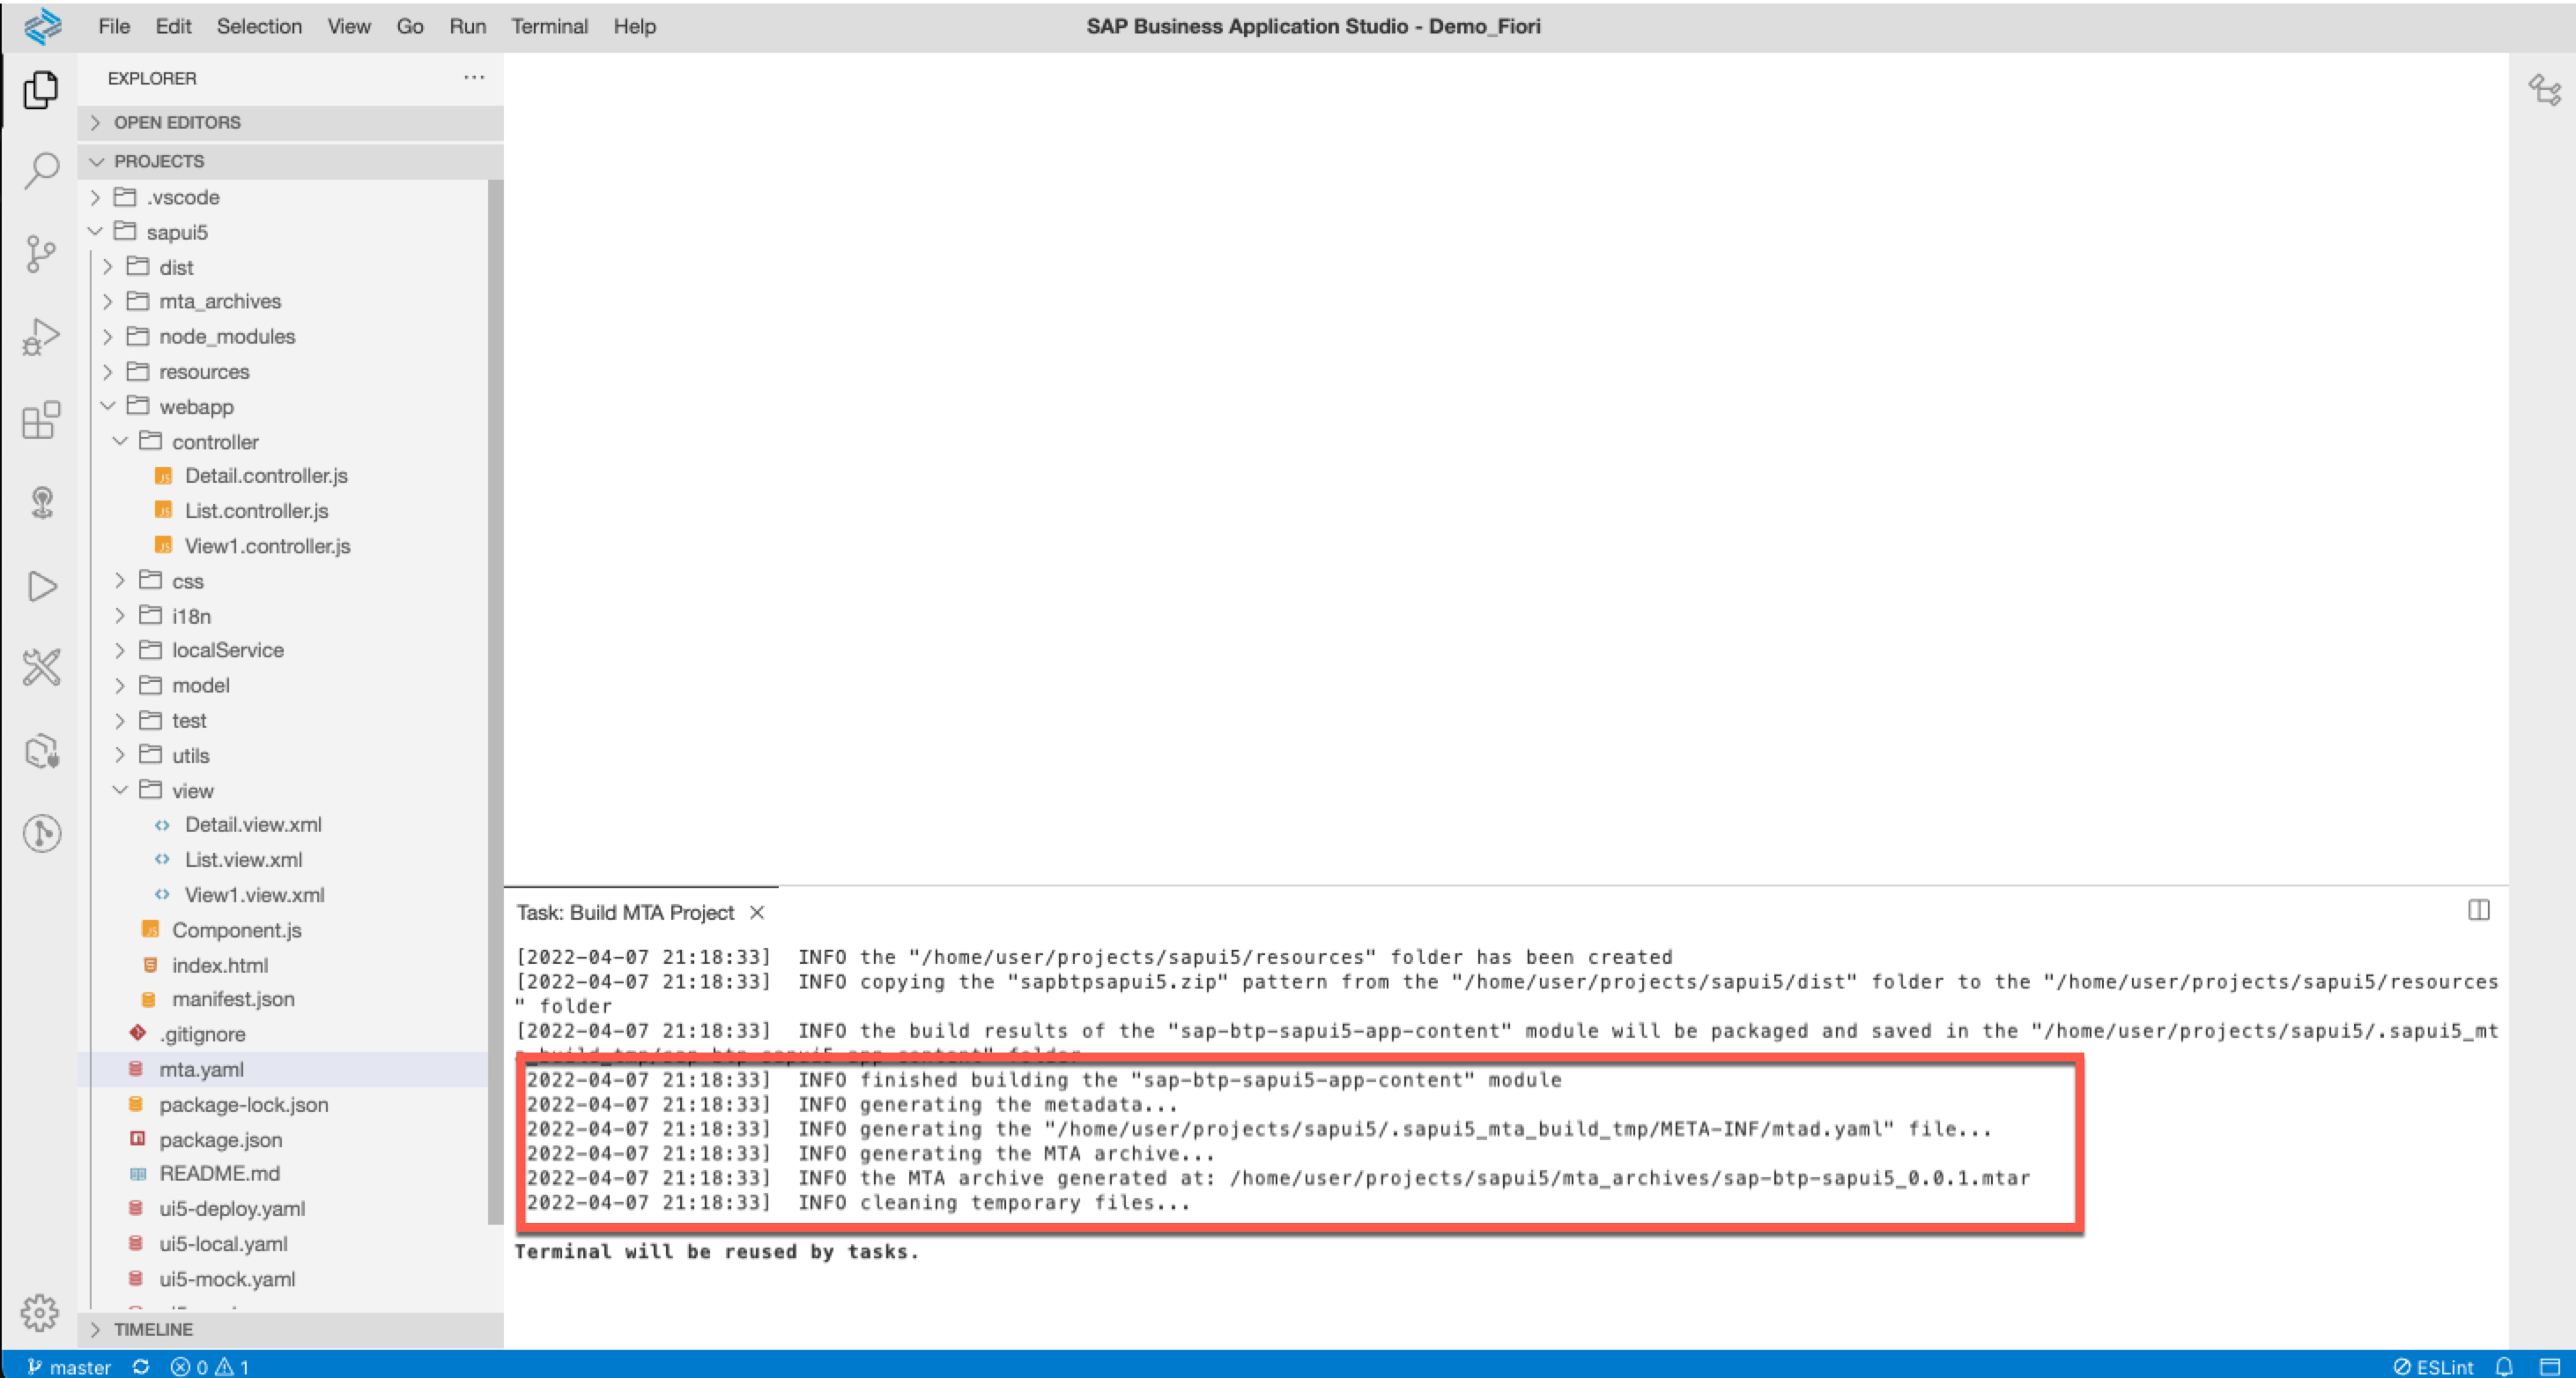 File Edit Selection View Go Run Terminal Help
SAP Business Application Studio - Demo_Fiori
EXPLORER
OPEN EDITORS
PROJECTS
.vscode
sapui5
dist
mta_archives
node_modules
resources
webapp
controller
Detail.controller.js
List.controller.js
View1.controller.js
css
i18n
localService
model
test
utils
view
Detail.view.xml
List.view.xml
View1.view.xml
Component.js
index.html
manifest.json
.gitignore
mta.yaml
package-lock.json
package.json
README.md
ui5-deploy.yaml
ui5-local.yaml
ui5-mock.yaml
TIMELINE
Task: Build MTA Project
[2022-04-07 21:18:33]  INFO the "/home/user/projects/sapui5/resources" folder has been created
[2022-04-07 21:18:33]  INFO copying the "sapbtpsapui5.zip" pattern from the "/home/user/projects/sapui5/dist" folder to the "/home/user/projects/sapui5/resources
" folder
[2022-04-07 21:18:33]  INFO the build results of the "sap-btp-sapui5-app-content" module will be packaged and saved in the "/home/user/projects/sapui5/.sapui5_mt
_build_tmp/sap-btp-sapui5-app-content" folder
2022-04-07 21:18:33]  INFO finished building the "sap-btp-sapui5-app-content" module
2022-04-07 21:18:33]  INFO generating the metadata...
2022-04-07 21:18:33]  INFO generating the "/home/user/projects/sapui5/.sapui5_mta_build_tmp/META-INF/mtad.yaml" file...
2022-04-07 21:18:33]  INFO generating the MTA archive...
2022-04-07 21:18:33]  INFO the MTA archive generated at: /home/user/projects/sapui5/mta_archives/sap-btp-sapui5_0.0.1.mtar
2022-04-07 21:18:33]  INFO cleaning temporary files...
Terminal will be reused by tasks.
master 0 1
ESLint